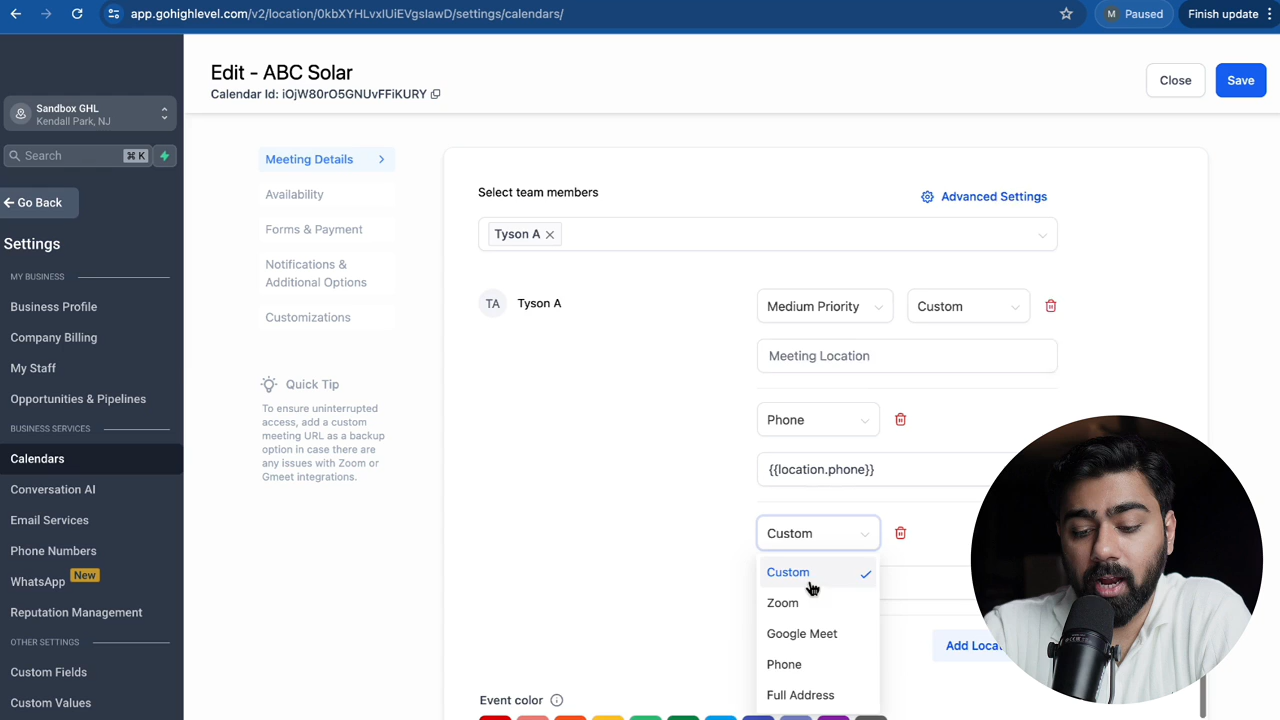 app.gohighlevel.com/v2/location/0kbXYHLvxlUiEVgsIawD/settings/calendars/
M Paused
Finish update
Edit - ABC Solar
Calendar Id: iOjW80rO5GNUvFFiKURY
Close
Save
Sandbox GHL
Kendall Park, NJ
Search ⌘ K
Go Back
Settings
MY BUSINESS
Business Profile
Company Billing
My Staff
Opportunities & Pipelines
BUSINESS SERVICES
Calendars
Conversation AI
Email Services
Phone Numbers
WhatsApp New
Reputation Management
OTHER SETTINGS
Custom Fields
Custom Values
Meeting Details
Availability
Forms & Payment
Notifications &
Additional Options
Customizations
Quick Tip
To ensure uninterrupted
access, add a custom
meeting URL as a backup
option in case there are
any issues with Zoom or
Gmeet integrations.
Select team members
Advanced Settings
Tyson A
TA Tyson A
Medium Priority
Custom
Meeting Location
Phone
{{location.phone}}
Custom
Custom
Zoom
Google Meet
Phone
Full Address
Add
Event color